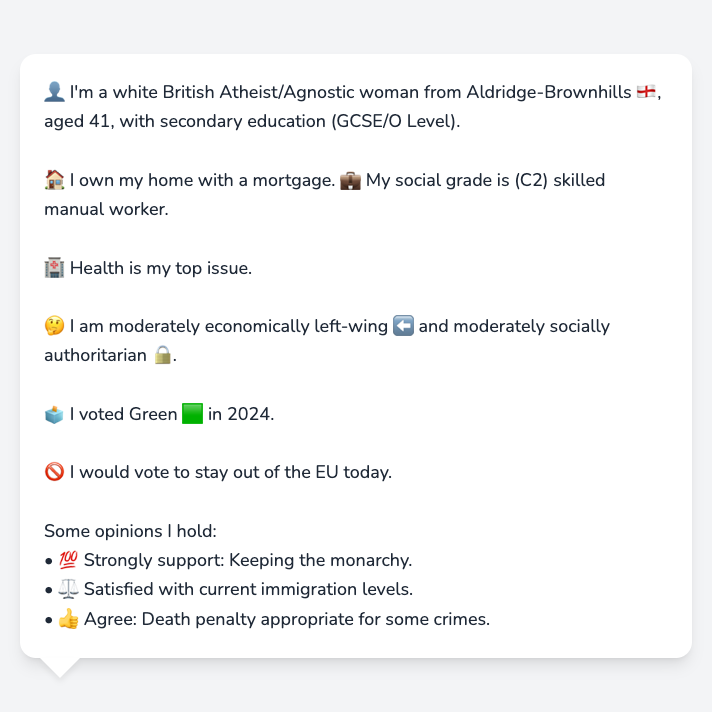 👤 I'm a white British Atheist/Agnostic woman from Aldridge-Brownhills 🏴󠁧󠁢󠁥󠁮󠁧󠁿,
aged 41, with secondary education (GCSE/O Level).
🏠 I own my home with a mortgage. 💼 My social grade is (C2) skilled
manual worker.
🏥 Health is my top issue.
🤔 I am moderately economically left-wing ⬅️ and moderately socially
authoritarian 🔒.
🗳️ I voted Green 🟩 in 2024.
🚫 I would vote to stay out of the EU today.
Some opinions I hold:
• 💯 Strongly support: Keeping the monarchy.
• ⚖️ Satisfied with current immigration levels.
• 👍 Agree: Death penalty appropriate for some crimes.